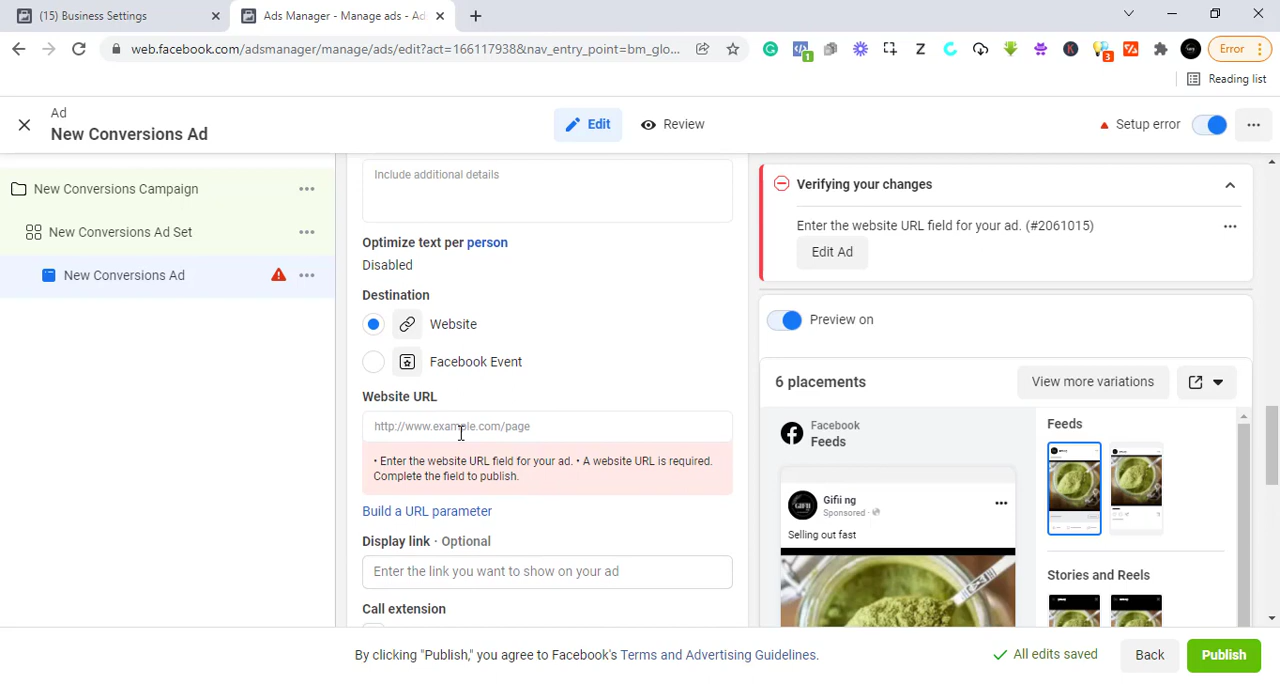 (15) Business Settings
Ads Manager - Manage ads - Ad
web.facebook.com/adsmanager/manage/ads/edit?act=166117938&nav_entry_point=bm_glo...
1
Z
K
3
Error
Reading list
Ad
New Conversions Ad
Edit
Review
Setup error
New Conversions Campaign
New Conversions Ad Set
New Conversions Ad
Include additional details
Optimize text per person
Disabled
Destination
Website
Facebook Event
Website URL
http://www.example.com/page
• Enter the website URL field for your ad. • A website URL is required.
Complete the field to publish.
Build a URL parameter
Display link · Optional
Enter the link you want to show on your ad
Call extension
Verifying your changes
Enter the website URL field for your ad. (#2061015)
Edit Ad
Preview on
6 placements
View more variations
Facebook
Feeds
GIFII
Gifii ng
Sponsored ·
Selling out fast
Feeds
Stories and Reels
By clicking "Publish," you agree to Facebook's Terms and Advertising Guidelines.
All edits saved
Back
Publish